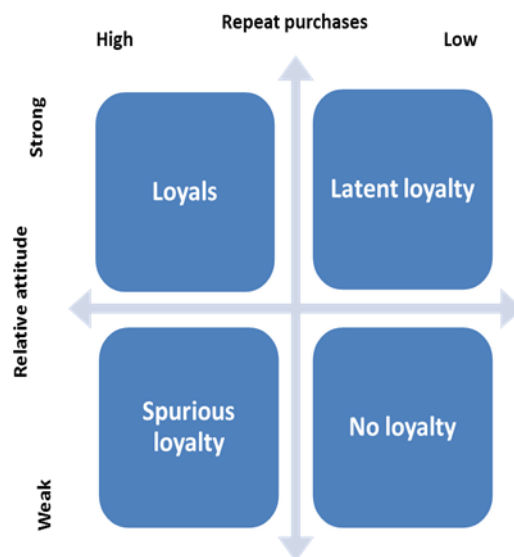 Repeat purchases
High
Low
Strong
Loyals
Latent loyalty
Relative attitude
Spurious
loyalty
No loyalty
Weak